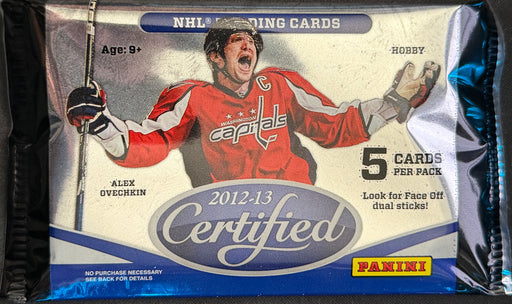 NHL® TRADING CARDS
Age: 9+
HOBBY
C
WASHINGTON
capitals
5 CARDS
PER PACK
ALEX
OVECHKIN
Look for Face Off
dual sticks!
2012-13
Certified
PANINI
NO PURCHASE NECESSARY
SEE BACK FOR DETAILS